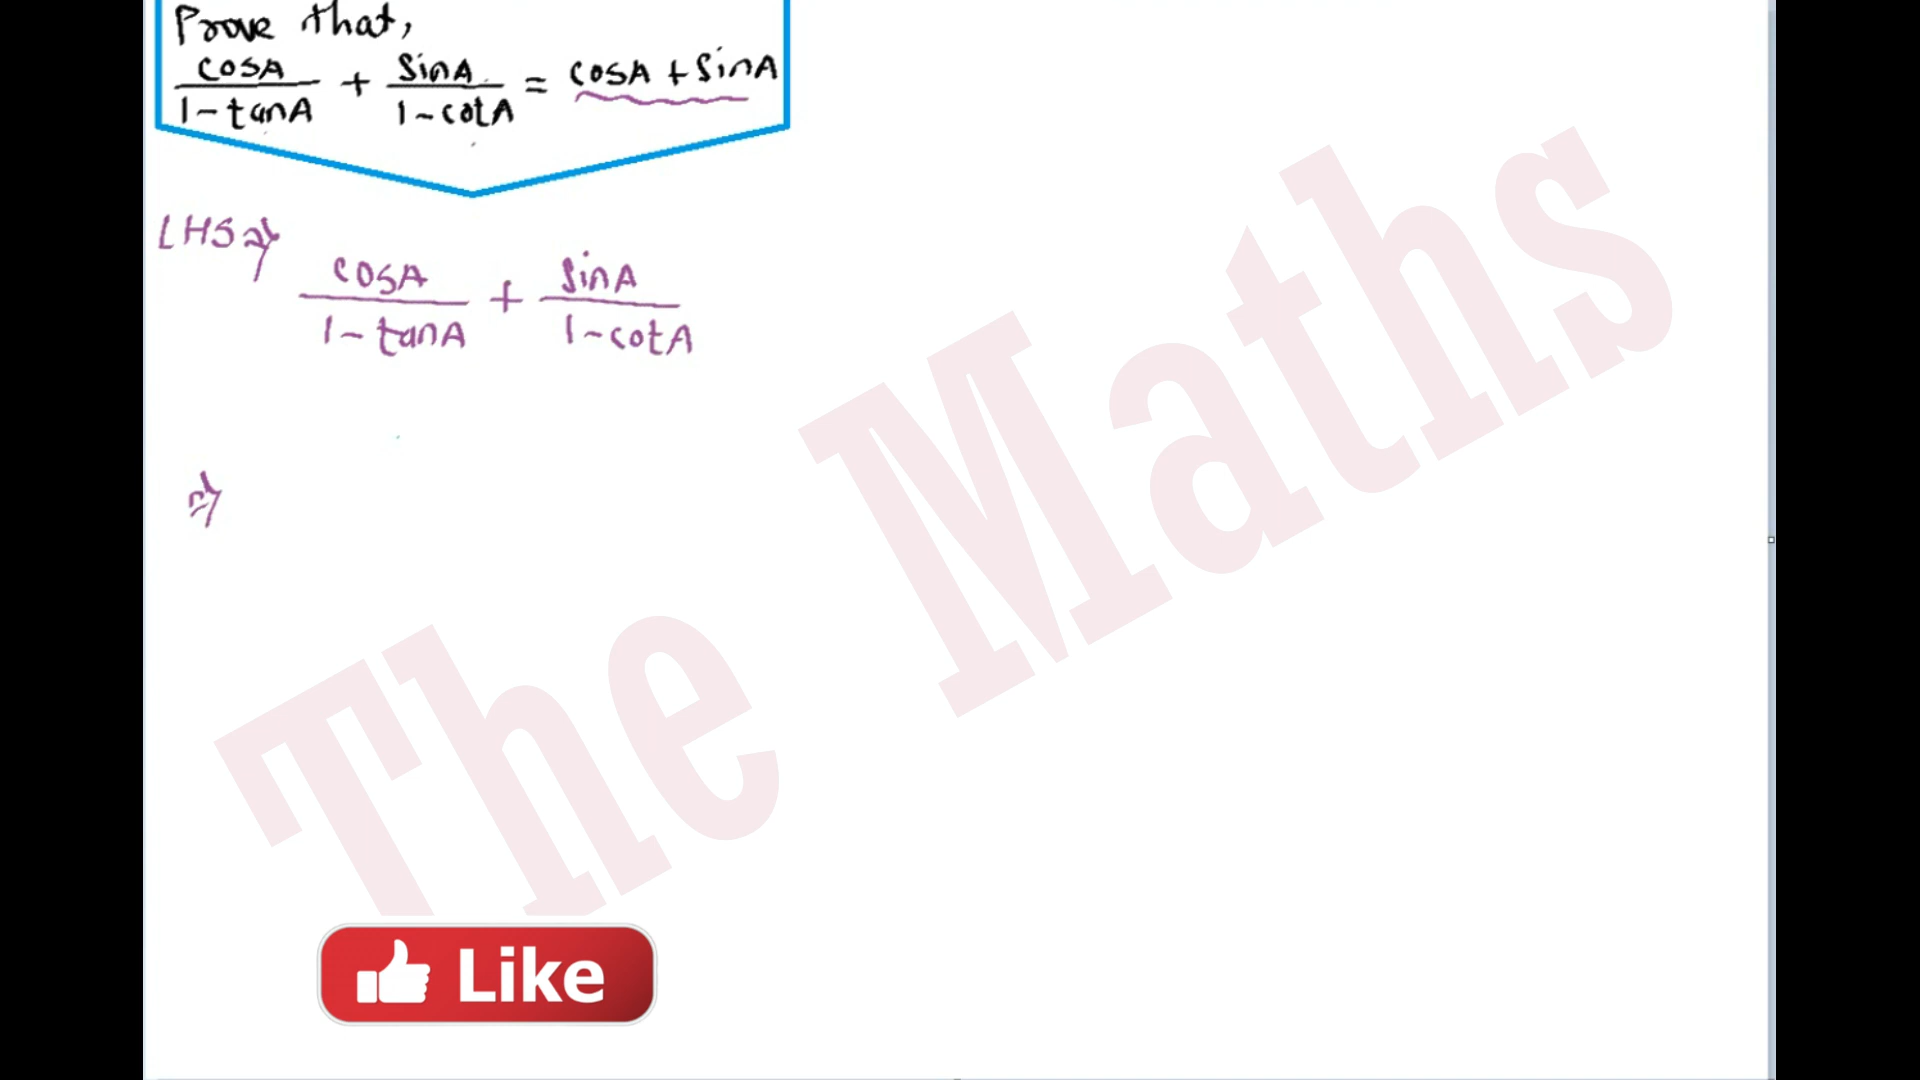 Prove that,
cosA/1-tanA + sinA/1-cotA = cosA + sinA
LHS ⇒
cosA/1-tanA + sinA/1-cotA
⇒
The Maths
Like